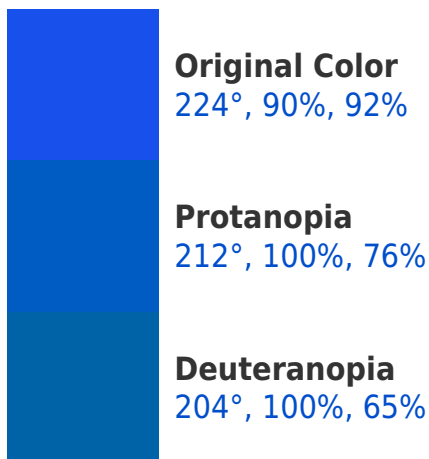 Original Color
224°, 90%, 92%
Protanopia
212°, 100%, 76%
Deuteranopia
204°, 100%, 65%